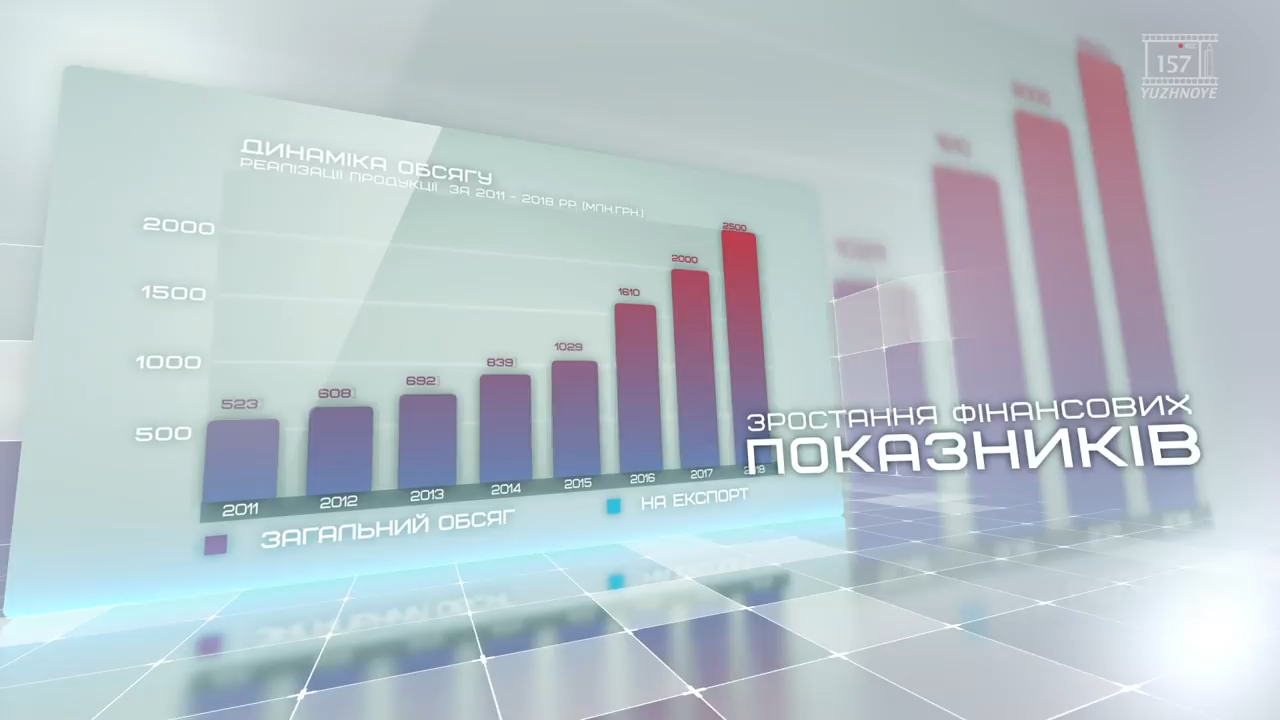 157
YUZHNOYE
ДИНАМІКА ОБСЯГУ
РЕАЛІЗАЦІЇ ПРОДУКЦІЇ ЗА 2011 - 2018 РР. (МЛН.ГРН.)
2000
1500
1000
500
523
608
692
839
1029
1610
2000
2500
2011
2012
2013
2014
2015
2016
2017
ЗАГАЛЬНИЙ ОБСЯГ
НА ЕКСПОРТ
ЗРОСТАННЯ ФІНАНСОВИХ
ПОКАЗНИКІВ